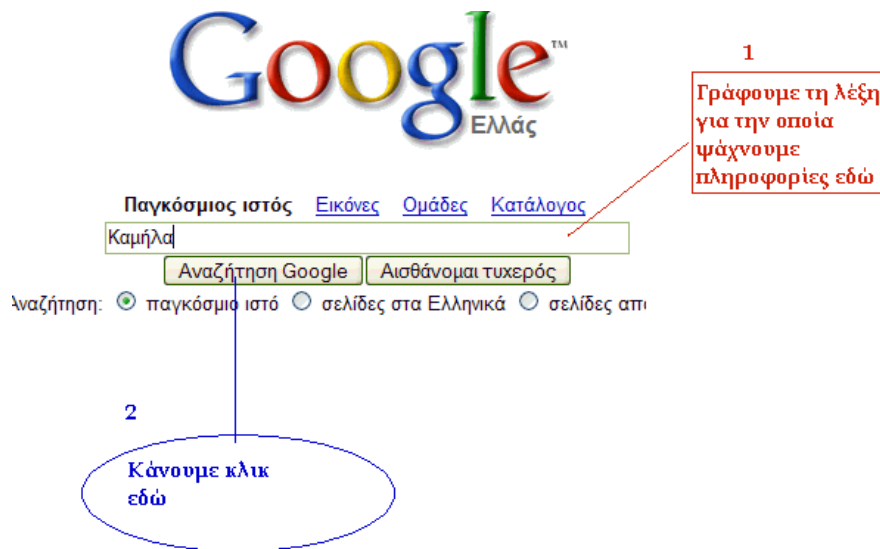 Google™
Ελλάς
1
Γράφουμε τη λέξη
για την οποία
ψάχνουμε
πληροφορίες εδώ
Παγκόσμιος ιστός Εικόνες Ομάδες Κατάλογος
Καμήλα
Αναζήτηση Google Αισθάνομαι τυχερός
Αναζήτηση: παγκόσμιο ιστό σελίδες στα Ελληνικά σελίδες από
2
Κάνουμε κλικ
εδώ